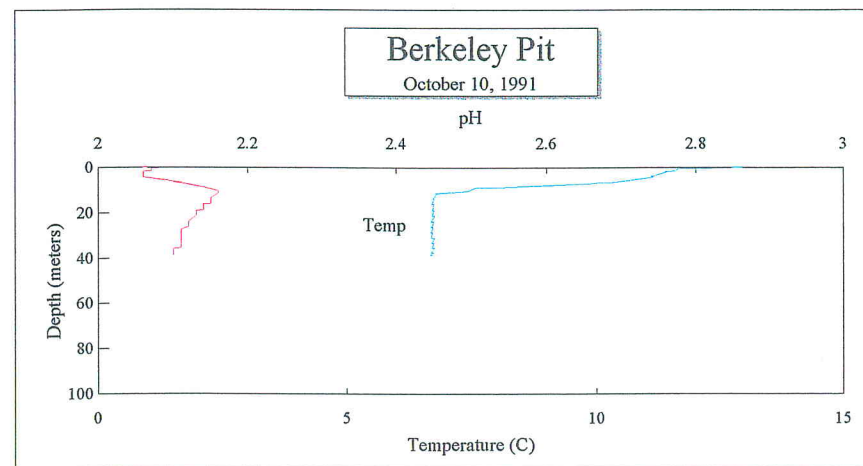 Berkeley Pit
October 10, 1991
pH
2 2.2 2.4 2.6 2.8 3
0
20
40
60
80
100
Depth (meters)
Temp
0 5 10 15
Temperature (C)